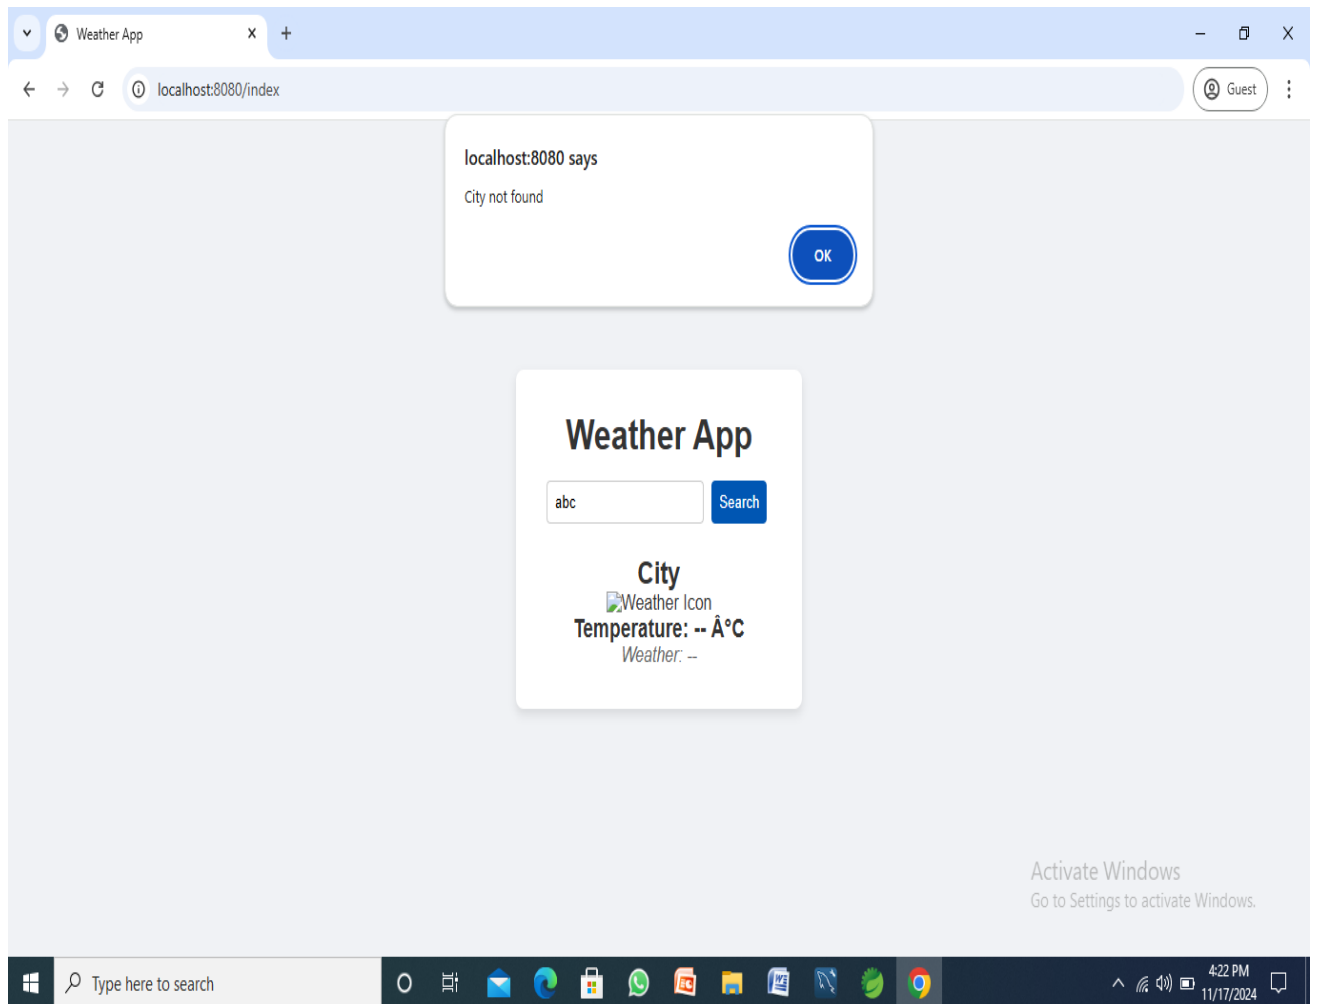 Weather App
localhost:8080/index
Guest
localhost:8080 says
City not found
OK
Weather App
abc
Search
City
Weather Icon
Temperature: -- Â°C
Weather: --
Activate Windows
Go to Settings to activate Windows.
Type here to search
4:22 PM
11/17/2024